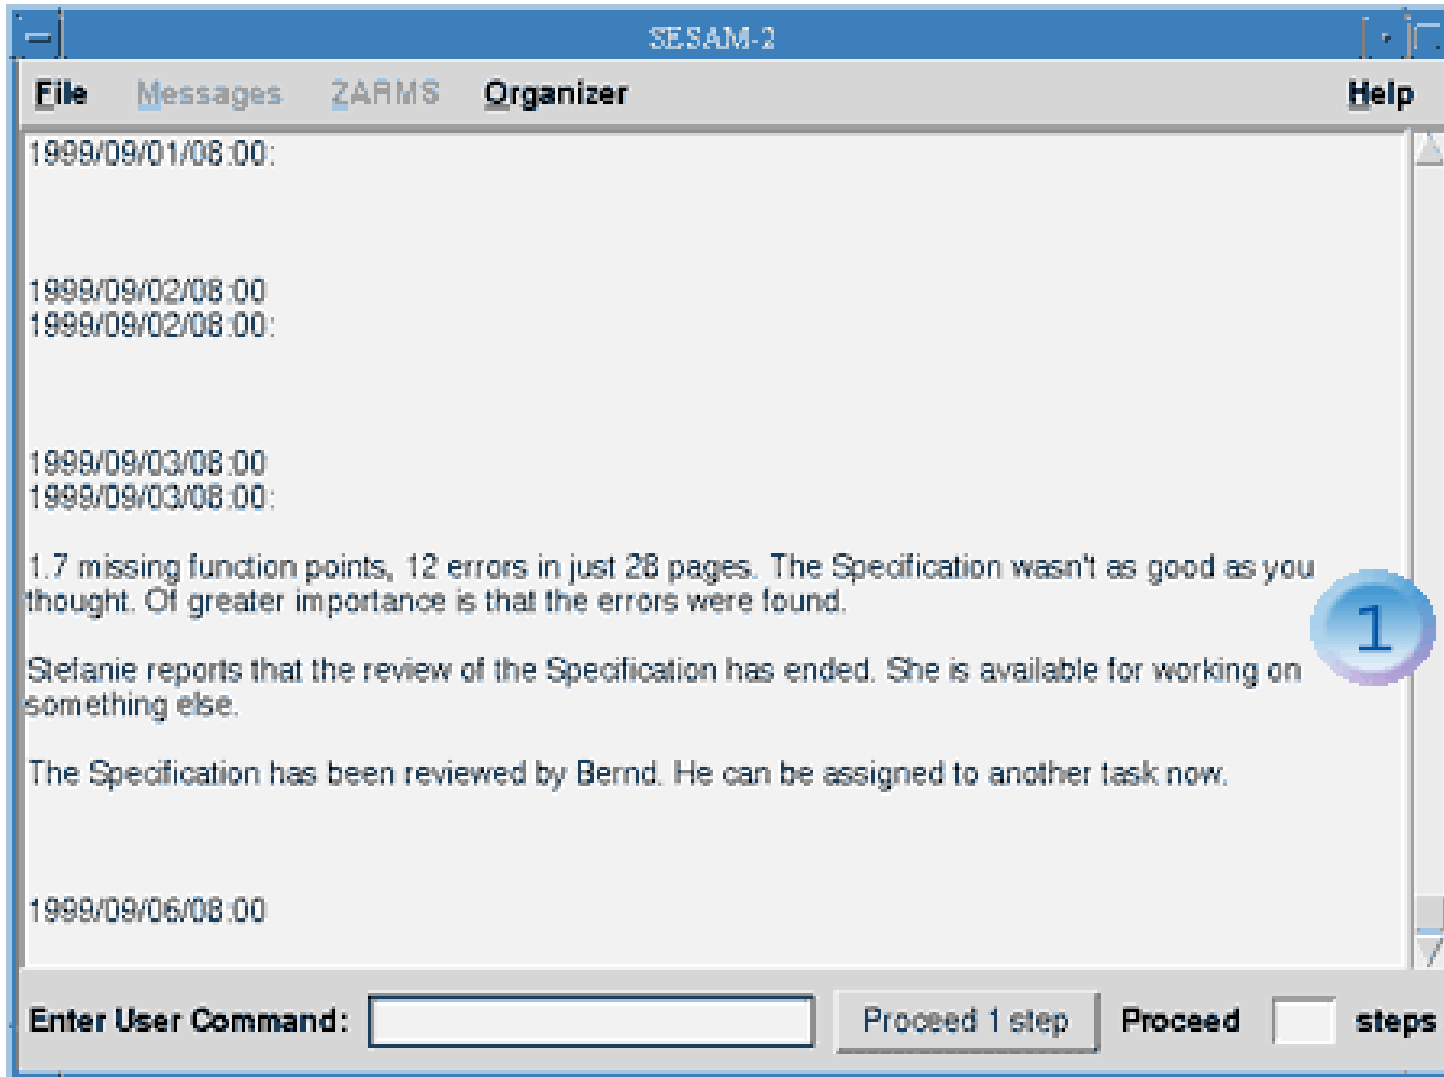 SESAM-2
File Messages ZARMS Organizer Help
1999/09/01/08:00:
1999/09/02/08:00
1999/09/02/08:00:
1999/09/03/08:00
1999/09/03/08:00:
1.7 missing function points, 12 errors in just 28 pages. The Specification wasn't as good as you
thought. Of greater importance is that the errors were found.
1
Stefanie reports that the review of the Specification has ended. She is available for working on
something else.
The Specification has been reviewed by Bernd. He can be assigned to another task now.
1999/09/06/08:00
Enter User Command: Proceed 1 step Proceed steps